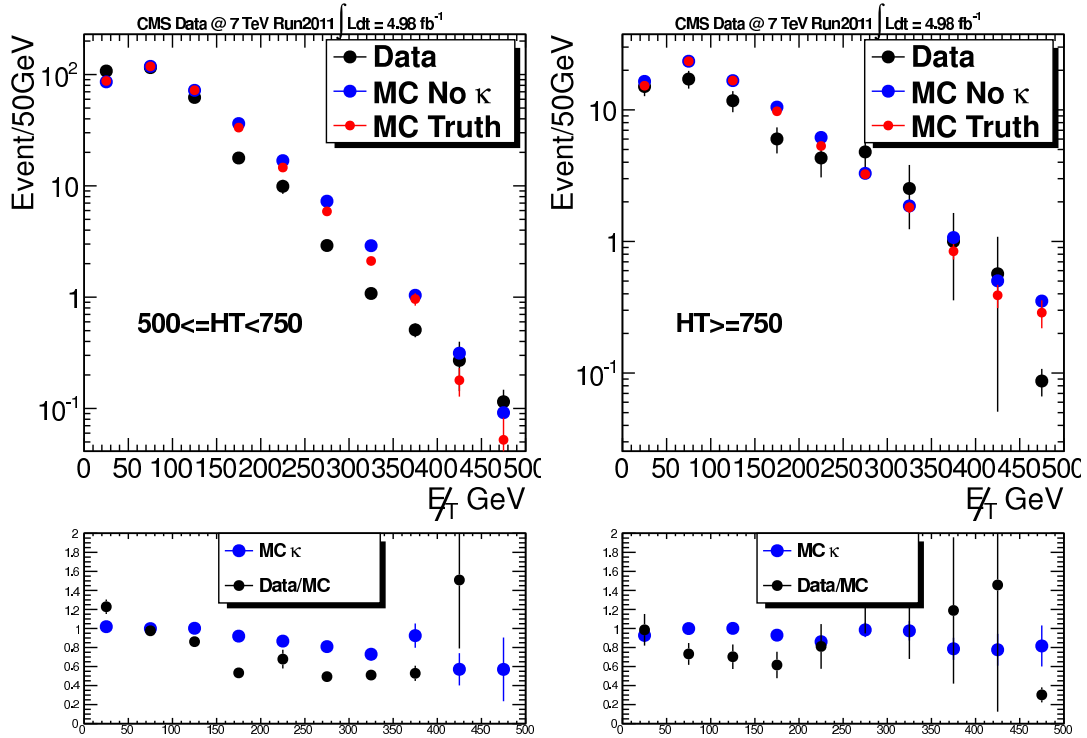 CMS Data @ 7 TeV Run2011 ∫ Ldt = 4.98 fb⁻¹
Event/50GeV
10²
10
1
10⁻¹
Data
MC No κ
MC Truth
500<=HT<750
0 50 100 150 200 250 300 350 400 450 500
E̸T GeV
CMS Data @ 7 TeV Run2011 ∫ Ldt = 4.98 fb⁻¹
Event/50GeV
10
1
10⁻¹
Data
MC No κ
MC Truth
HT>=750
0 50 100 150 200 250 300 350 400 450 500
E̸T GeV
2
1.8
1.6
1.4
1.2
1
0.8
0.6
0.4
0.2
0
MC κ
Data/MC
0 50 100 150 200 250 300 350 400 450 500
2
1.8
1.6
1.4
1.2
1
0.8
0.6
0.4
0.2
0
MC κ
Data/MC
0 50 100 150 200 250 300 350 400 450 500